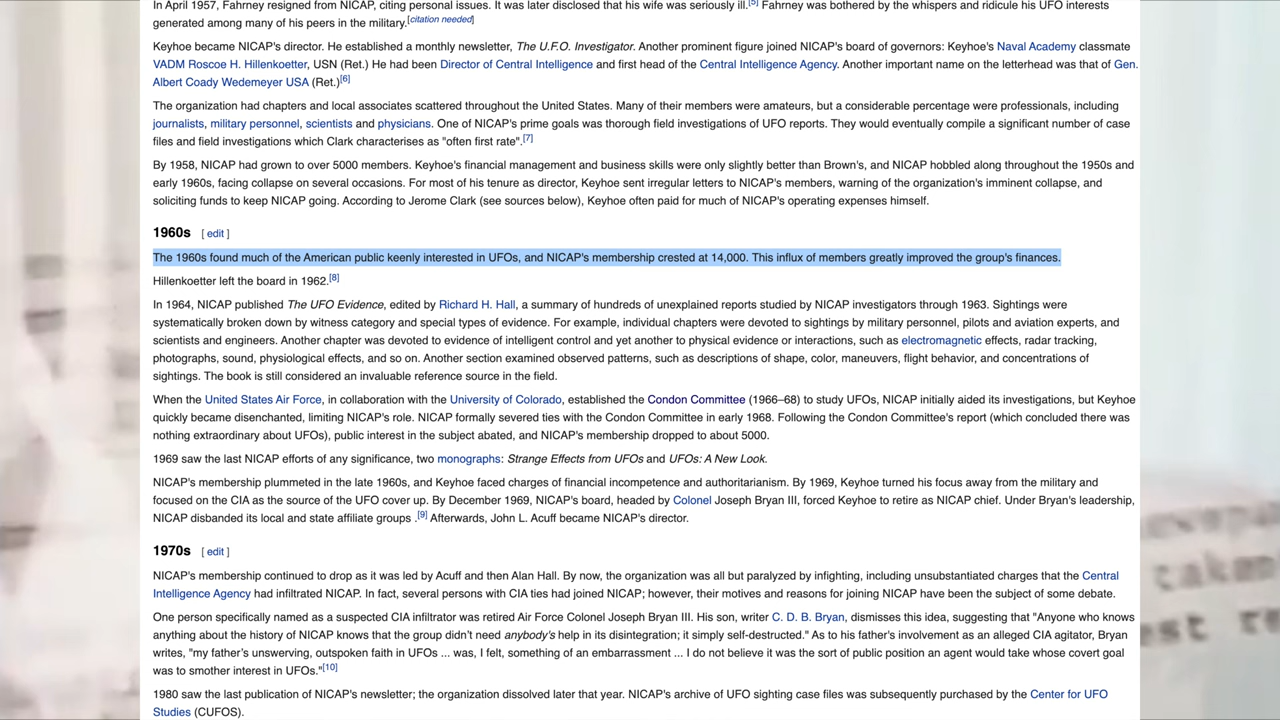 In April 1957, Fahrney resigned from NICAP, citing personal issues. It was later disclosed that his wife was seriously ill.[5] Fahrney was bothered by the whispers and ridicule his UFO interests
generated among many of his peers in the military.[citation needed]
Keyhoe became NICAP's director. He established a monthly newsletter, The U.F.O. Investigator. Another prominent figure joined NICAP's board of governors: Keyhoe's Naval Academy classmate
VADM Roscoe H. Hillenkoetter, USN (Ret.) He had been Director of Central Intelligence and first head of the Central Intelligence Agency. Another important name on the letterhead was that of Gen.
Albert Coady Wedemeyer USA (Ret.)[6]
The organization had chapters and local associates scattered throughout the United States. Many of their members were amateurs, but a considerable percentage were professionals, including
journalists, military personnel, scientists and physicians. One of NICAP's prime goals was thorough field investigations of UFO reports. They would eventually compile a significant number of case
files and field investigations which Clark characterises as "often first rate".[7]
By 1958, NICAP had grown to over 5000 members. Keyhoe's financial management and business skills were only slightly better than Brown's, and NICAP hobbled along throughout the 1950s and
early 1960s, facing collapse on several occasions. For most of his tenure as director, Keyhoe sent irregular letters to NICAP's members, warning of the organization's imminent collapse, and
soliciting funds to keep NICAP going. According to Jerome Clark (see sources below), Keyhoe often paid for much of NICAP's operating expenses himself.
1960s [ edit ]
The 1960s found much of the American public keenly interested in UFOs, and NICAP's membership crested at 14,000. This influx of members greatly improved the group's finances.
Hillenkoetter left the board in 1962.[8]
In 1964, NICAP published The UFO Evidence, edited by Richard H. Hall, a summary of hundreds of unexplained reports studied by NICAP investigators through 1963. Sightings were
systematically broken down by witness category and special types of evidence. For example, individual chapters were devoted to sightings by military personnel, pilots and aviation experts, and
scientists and engineers. Another chapter was devoted to evidence of intelligent control and yet another to physical evidence or interactions, such as electromagnetic effects, radar tracking,
photographs, sound, physiological effects, and so on. Another section examined observed patterns, such as descriptions of shape, color, maneuvers, flight behavior, and concentrations of
sightings. The book is still considered an invaluable reference source in the field.
When the United States Air Force, in collaboration with the University of Colorado, established the Condon Committee (1966–68) to study UFOs, NICAP initially aided its investigations, but Keyhoe
quickly became disenchanted, limiting NICAP's role. NICAP formally severed ties with the Condon Committee in early 1968. Following the Condon Committee's report (which concluded there was
nothing extraordinary about UFOs), public interest in the subject abated, and NICAP's membership dropped to about 5000.
1969 saw the last NICAP efforts of any significance, two monographs: Strange Effects from UFOs and UFOs: A New Look.
NICAP's membership plummeted in the late 1960s, and Keyhoe faced charges of financial incompetence and authoritarianism. By 1969, Keyhoe turned his focus away from the military and
focused on the CIA as the source of the UFO cover up. By December 1969, NICAP's board, headed by Colonel Joseph Bryan III, forced Keyhoe to retire as NICAP chief. Under Bryan's leadership,
NICAP disbanded its local and state affiliate groups .[9] Afterwards, John L. Acuff became NICAP's director.
1970s [ edit ]
NICAP's membership continued to drop as it was led by Acuff and then Alan Hall. By now, the organization was all but paralyzed by infighting, including unsubstantiated charges that the Central
Intelligence Agency had infiltrated NICAP. In fact, several persons with CIA ties had joined NICAP; however, their motives and reasons for joining NICAP have been the subject of some debate.
One person specifically named as a suspected CIA infiltrator was retired Air Force Colonel Joseph Bryan III. His son, writer C. D. B. Bryan, dismisses this idea, suggesting that "Anyone who knows
anything about the history of NICAP knows that the group didn't need anybody's help in its disintegration; it simply self-destructed." As to his father's involvement as an alleged CIA agitator, Bryan
writes, "my father's unswerving, outspoken faith in UFOs ... was, I felt, something of an embarrassment ... I do not believe it was the sort of public position an agent would take whose covert goal
was to smother interest in UFOs."[10]
1980 saw the last publication of NICAP's newsletter; the organization dissolved later that year. NICAP's archive of UFO sighting case files was subsequently purchased by the Center for UFO
Studies (CUFOS).
taken